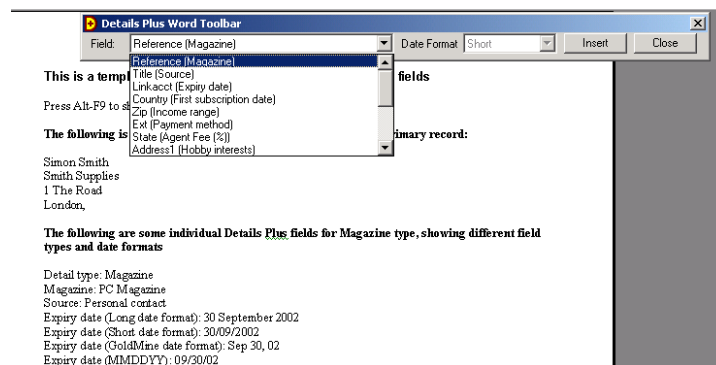 Details Plus Word Toolbar
Field: Reference (Magazine) Date Format Short Insert Close
Reference (Magazine)
Title (Source)
Linkacct (Expiry date)
Country (First subscription date)
Zip (Income range)
Ext (Payment method)
State (Agent Fee (%))
Address1 (Hobby interests)
This is a templ fields
Press Alt-F9 to sh
The following is imary record:
Simon Smith
Smith Supplies
1 The Road
London,
The following are some individual Details Plus fields for Magazine type, showing different field
types and date formats
Detail type: Magazine
Magazine: PC Magazine
Source: Personal contact
Expiry date (Long date format): 30 September 2002
Expiry date (Short date format): 30/09/2002
Expiry date (GoldMine date format): Sep 30, 02
Expiry date (MMDDYY): 09/30/02